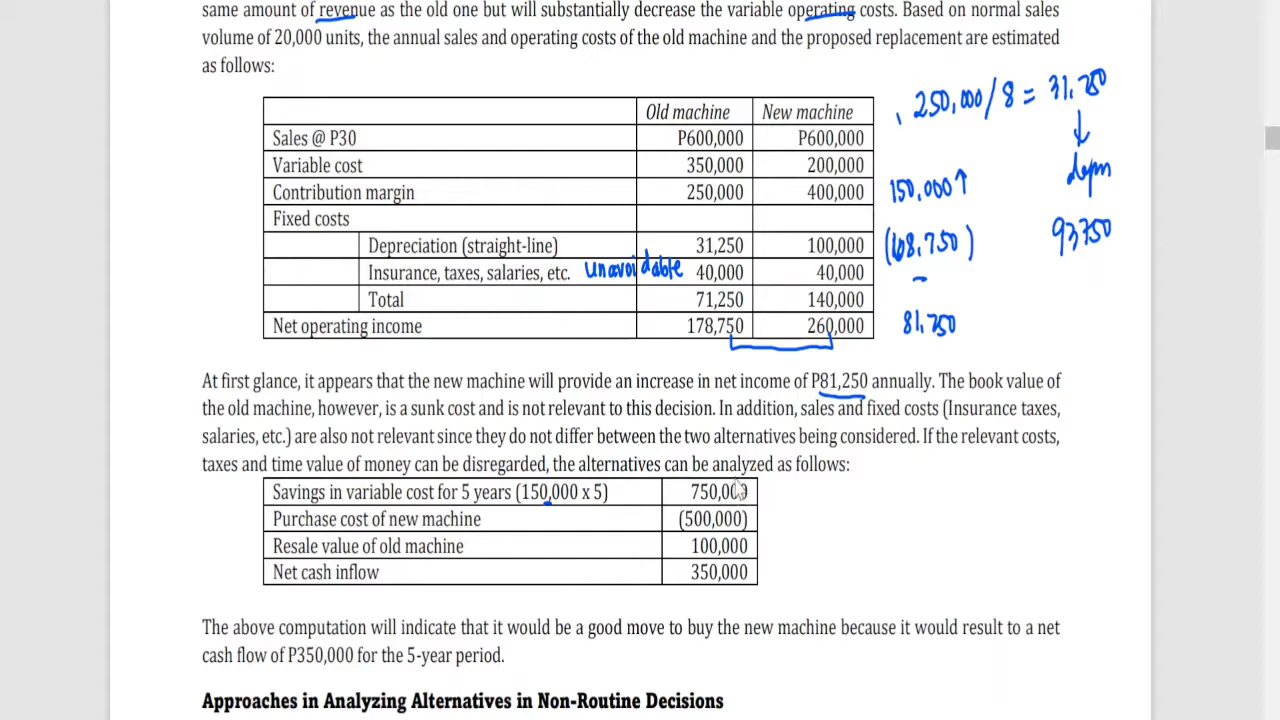 same amount of revenue as the old one but will substantially decrease the variable operating costs. Based on normal sales
volume of 20,000 units, the annual sales and operating costs of the old machine and the proposed replacement are estimated
as follows:
250,000/8 = 31,250
Old machine New machine
Sales @ P30 P600,000 P600,000
Variable cost 350,000 200,000
depn
Contribution margin 250,000 400,000 150,000↑
Fixed costs
Depreciation (straight-line) 31,250 100,000 (68,750) 93750
Insurance, taxes, salaries, etc. unavoidable 40,000 40,000
Total 71,250 140,000
Net operating income 178,750 260,000 81,250
At first glance, it appears that the new machine will provide an increase in net income of P81,250 annually. The book value of
the old machine, however, is a sunk cost and is not relevant to this decision. In addition, sales and fixed costs (Insurance taxes,
salaries, etc.) are also not relevant since they do not differ between the two alternatives being considered. If the relevant costs,
taxes and time value of money can be disregarded, the alternatives can be analyzed as follows:
Savings in variable cost for 5 years (150,000 x 5) 750,000
Purchase cost of new machine (500,000)
Resale value of old machine 100,000
Net cash inflow 350,000
The above computation will indicate that it would be a good move to buy the new machine because it would result to a net
cash flow of P350,000 for the 5-year period.
Approaches in Analyzing Alternatives in Non-Routine Decisions